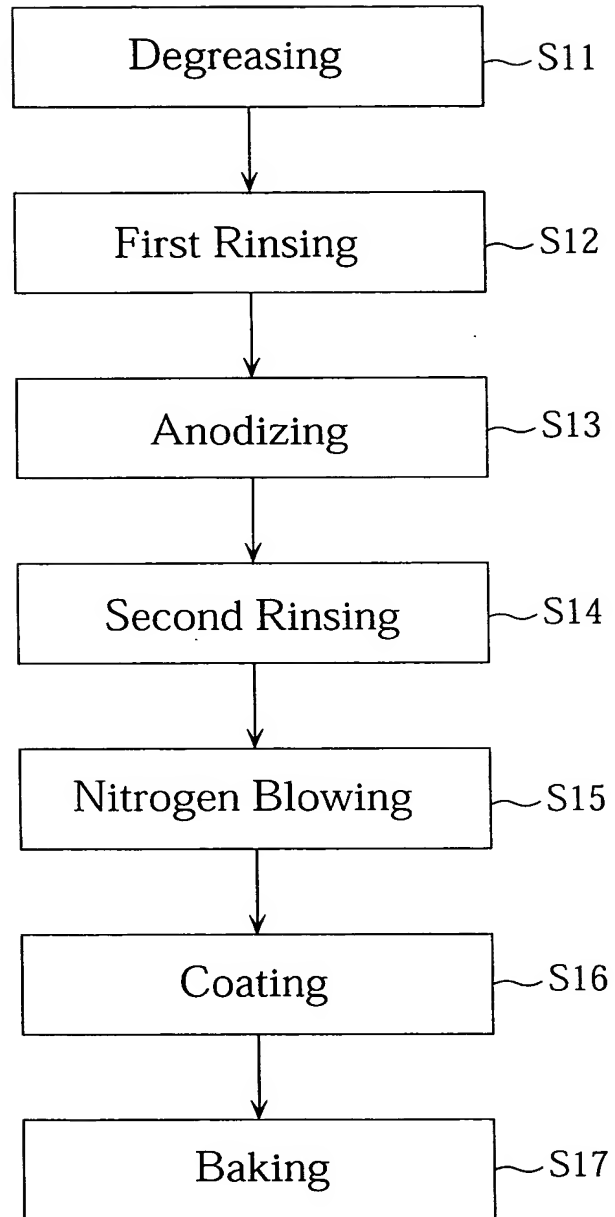 Degreasing S11
First Rinsing S12
Anodizing S13
Second Rinsing S14
Nitrogen Blowing S15
Coating S16
Baking S17